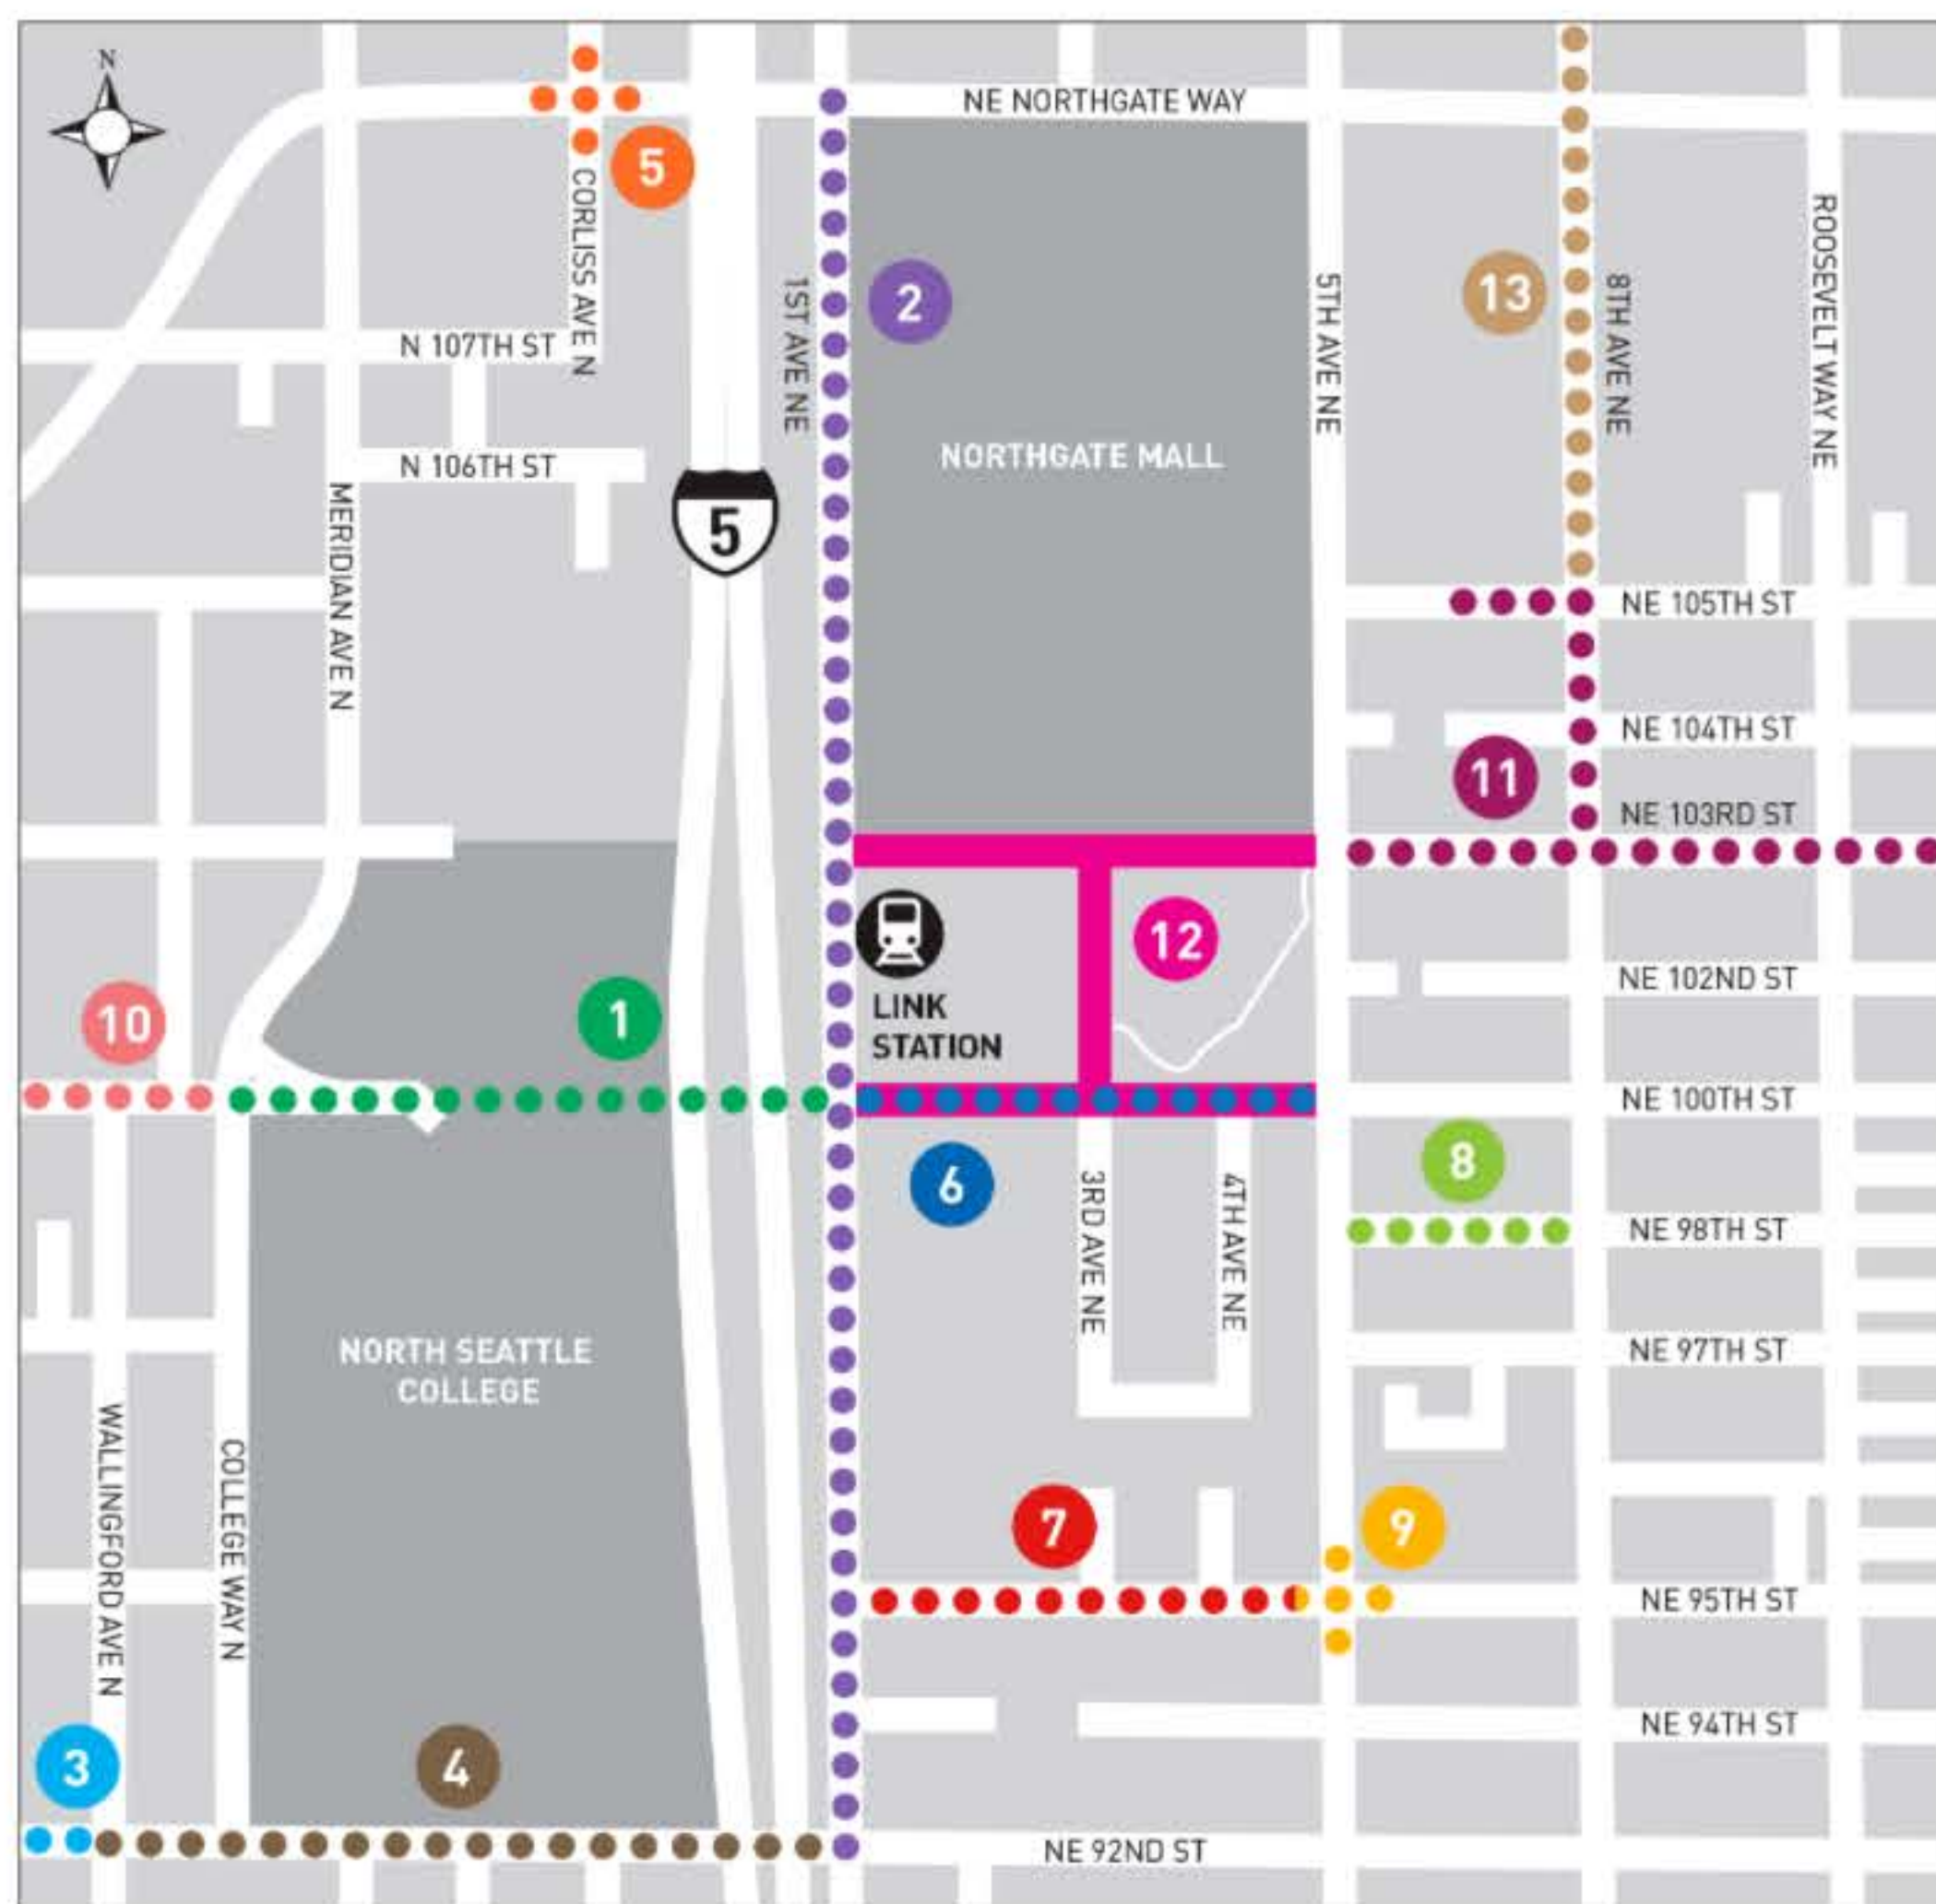 N
NE NORTHGATE WAY
5
CORLISS AVE N
1ST AVE NE
2
5TH AVE NE
13
8TH AVE NE
ROOSEVELT WAY NE
N 107TH ST
NORTHGATE MALL
N 106TH ST
5
MERIDIAN AVE N
NE 105TH ST
NE 104TH ST
11
NE 103RD ST
12
LINK
STATION
NE 102ND ST
10
1
NE 100TH ST
6
8
3RD AVE NE
4TH AVE NE
NE 98TH ST
NORTH SEATTLE
COLLEGE
NE 97TH ST
WALLINGFORD AVE N
COLLEGE WAY N
7
9
NE 95TH ST
NE 94TH ST
3
4
NE 92ND ST